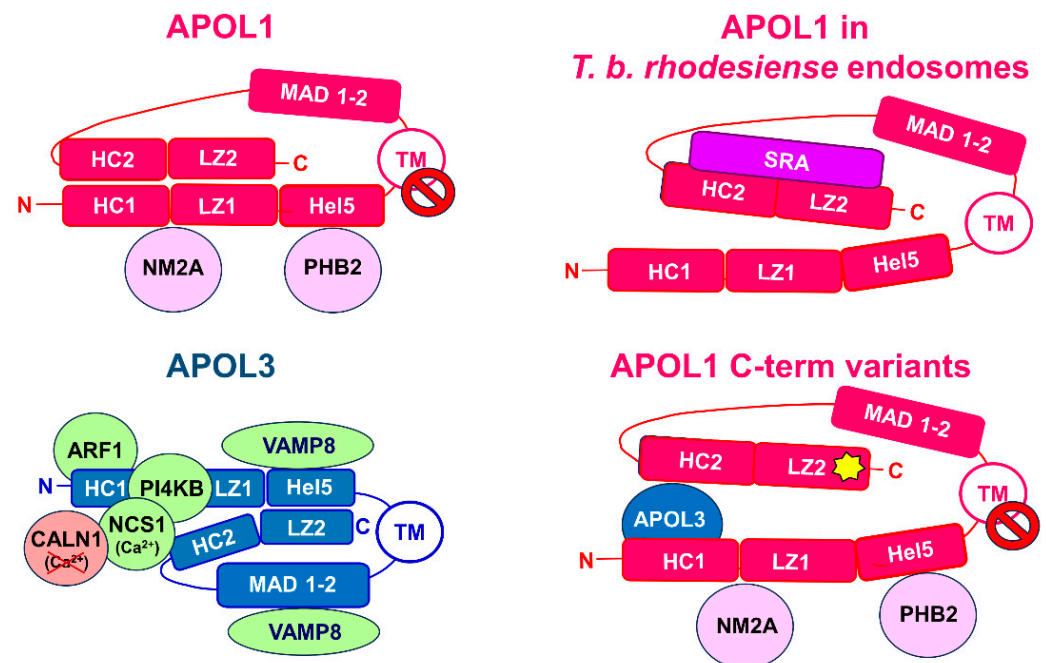 APOL1
MAD 1-2
HC2
LZ2
C
TM
N
HC1
LZ1
Hel5
NM2A
PHB2
APOL1 in
T. b. rhodesiense endosomes
MAD 1-2
SRA
HC2
LZ2
C
TM
N
HC1
LZ1
Hel5
APOL3
ARF1
VAMP8
N
HC1
PI4KB
LZ1
Hel5
CALN1
(Ca²⁺)
NCS1
(Ca²⁺)
HC2
LZ2
C
TM
MAD 1-2
VAMP8
APOL1 C-term variants
MAD 1-2
HC2
LZ2
C
TM
APOL3
N
HC1
LZ1
Hel5
NM2A
PHB2